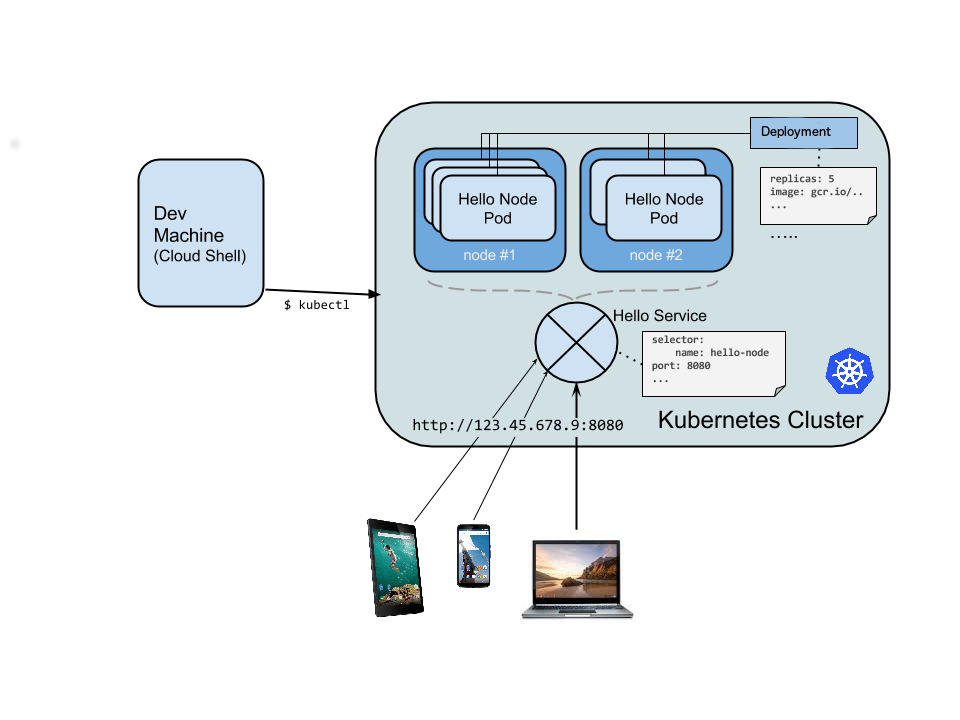 Deployment
replicas: 5
image: gcr.io/..
...
.....
Hello Node
Pod
node #1
Hello Node
Pod
node #2
Dev
Machine
(Cloud Shell)
$ kubectl
Hello Service
selector:
name: hello-node
port: 8080
...
http://123.45.678.9:8080
Kubernetes Cluster